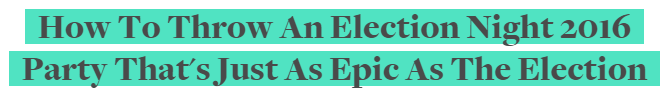 How To Throw An Election Night 2016
Party That's Just As Epic As The Election